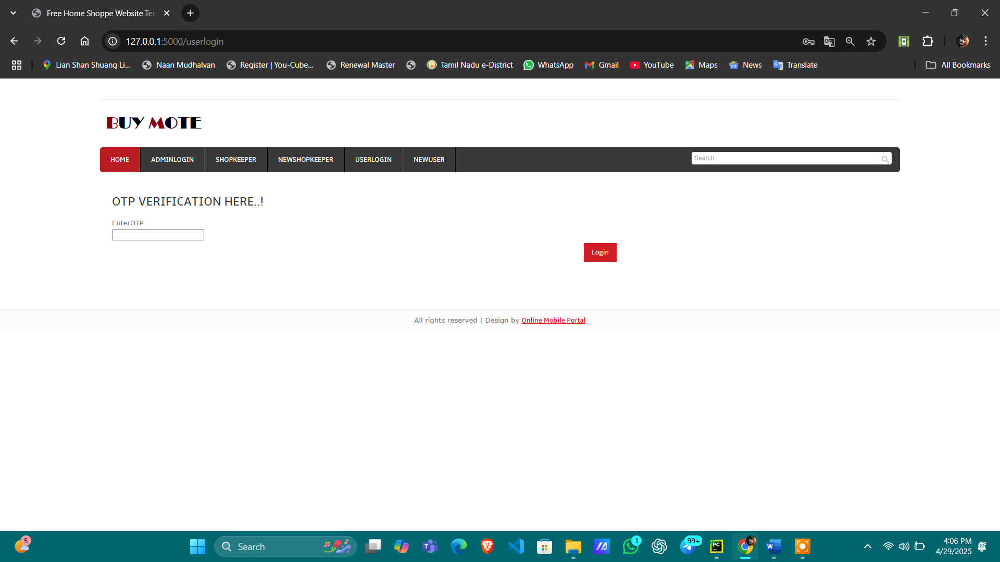 Free Home Shoppe Website Ter
127.0.0.1:5000/userlogin
Lian Shan Shuang Li... Naan Mudhalvan Register | You-Cube... Renewal Master Tamil Nadu e-District WhatsApp Gmail YouTube Maps News Translate All Bookmarks
BUY MOTE
HOME ADMINLOGIN SHOPKEEPER NEWSHOPKEEPER USERLOGIN NEWUSER Search
OTP VERIFICATION HERE..!
EnterOTP
Login
All rights reserved | Design by Online Mobile Portal
5 Search 1 99+ PC 4:06 PM
4/29/2025